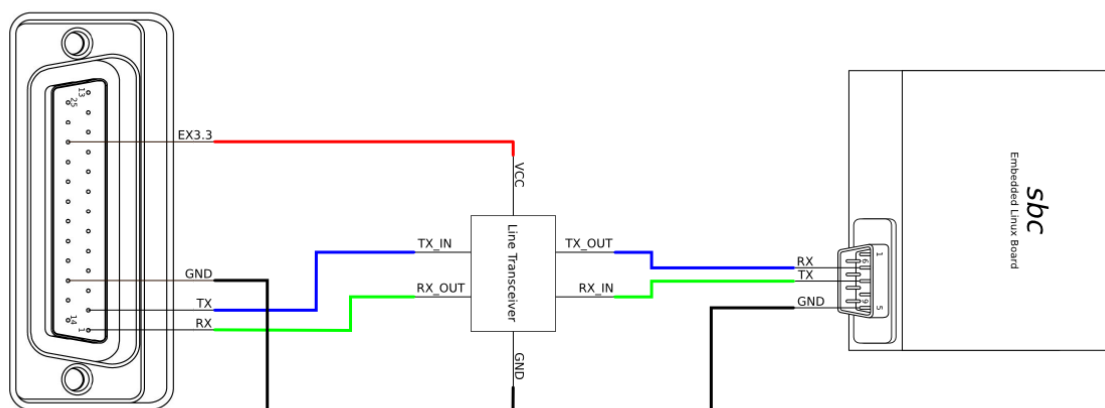 13
25
EX3.3
GND
TX
RX
14
1
VCC
TX_IN
RX_OUT
Line Transceiver
TX_OUT
RX_IN
GND
RX
TX
GND
1
6
9
5
sbc
Embedded Linux Board